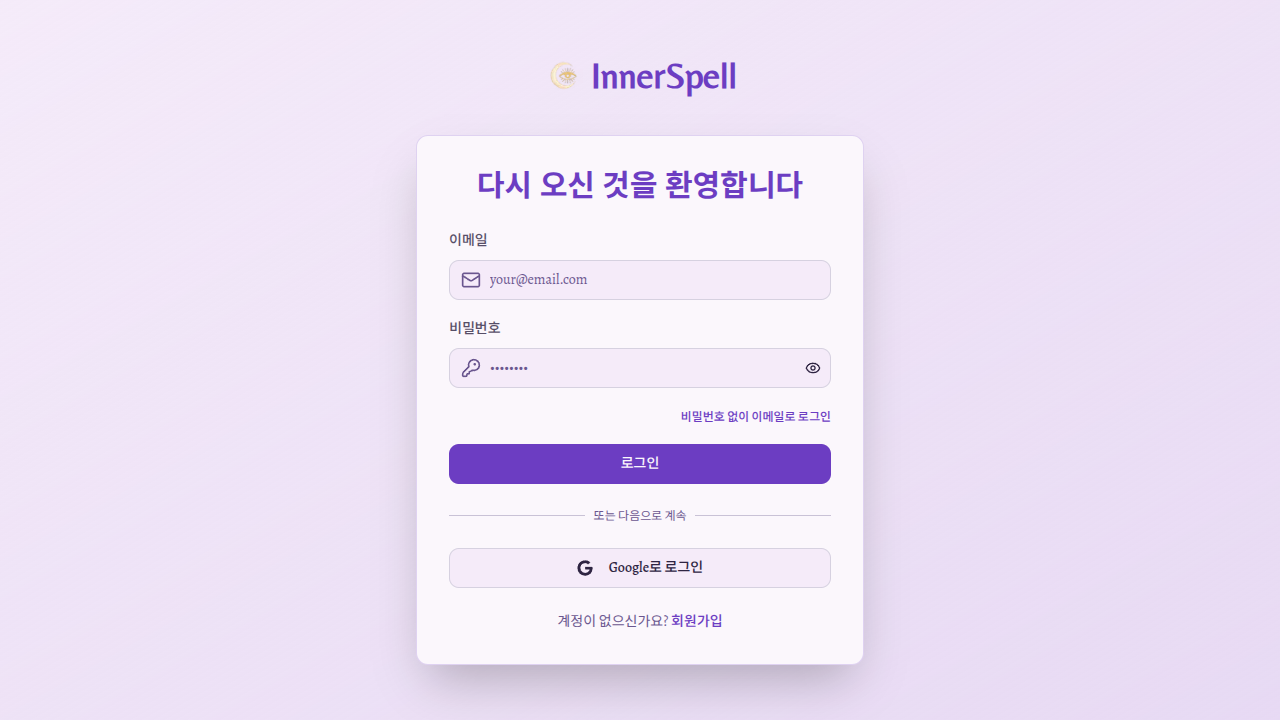 InnerSpell
다시 오신 것을 환영합니다
이메일
your@email.com
비밀번호
••••••••
비밀번호 없이 이메일로 로그인
로그인
또는 다음으로 계속
Google로 로그인
계정이 없으신가요? 회원가입